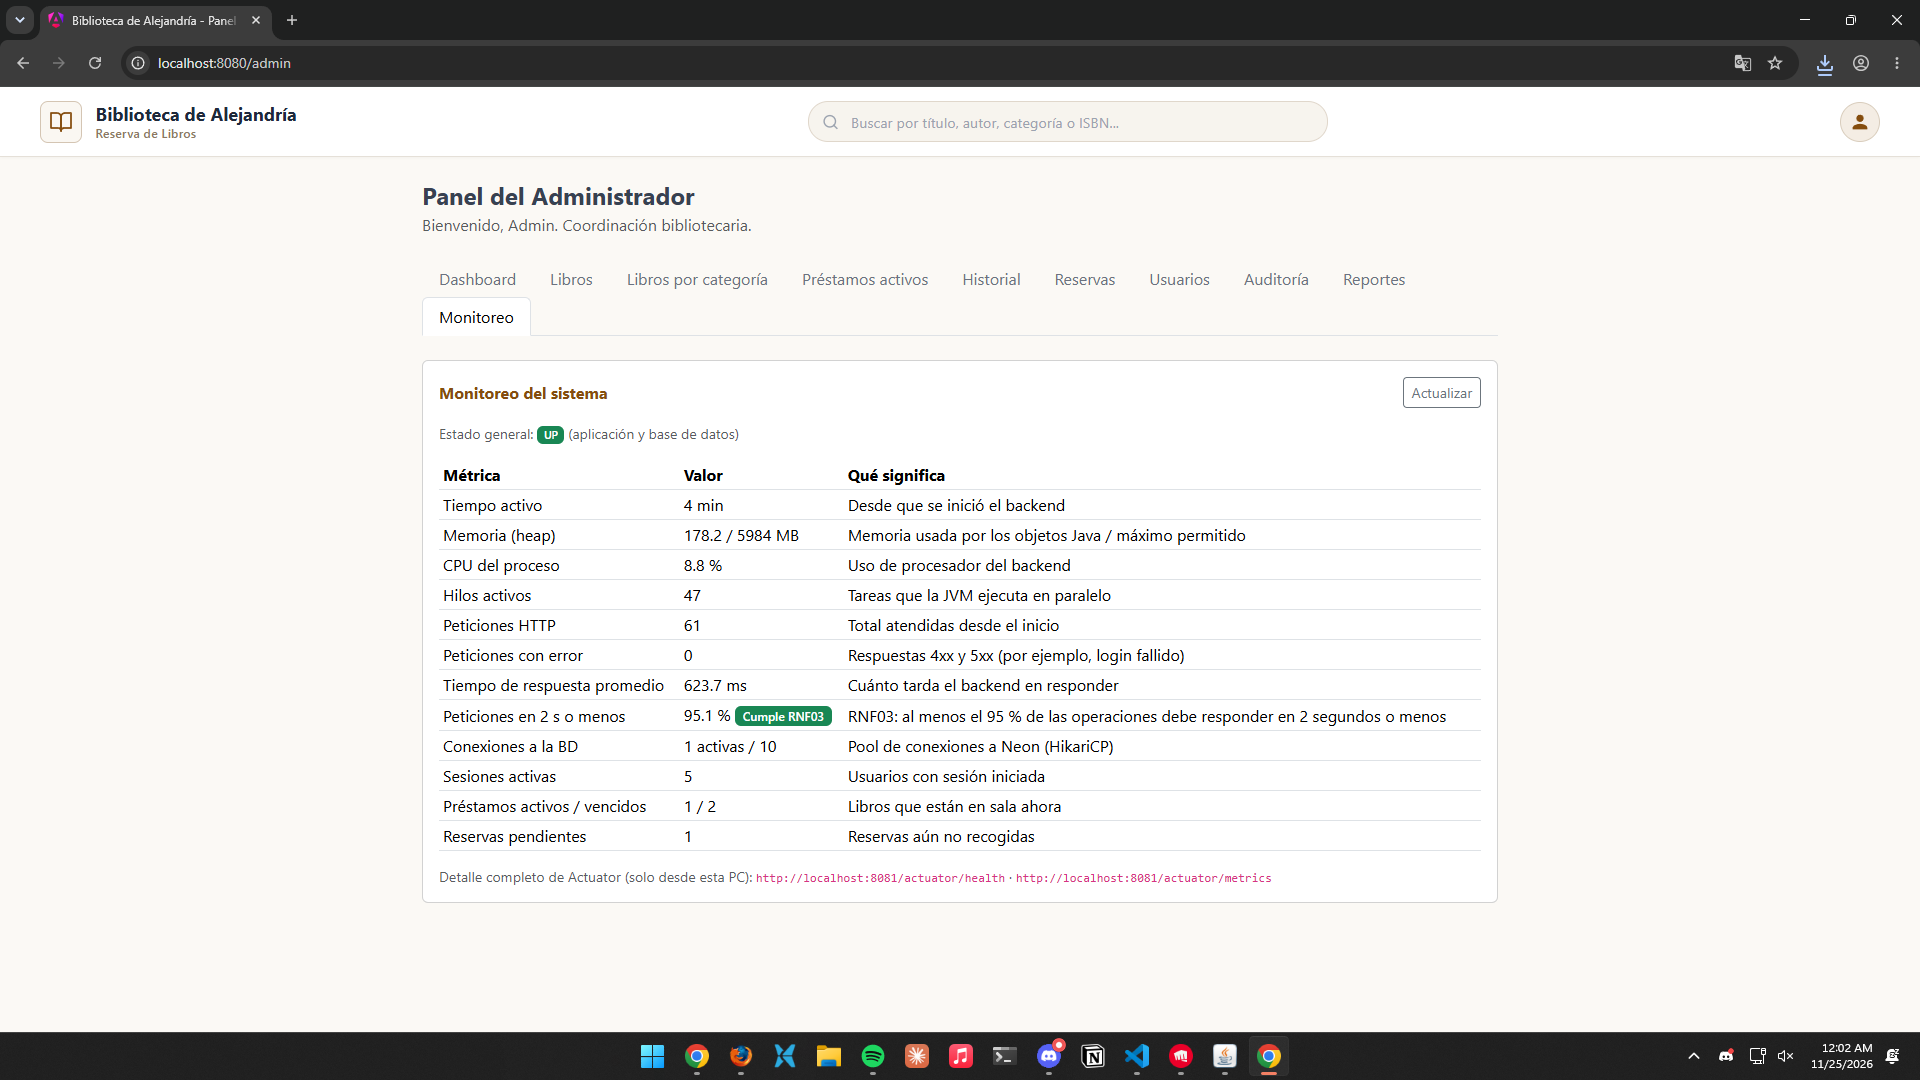 Biblioteca de Alejandría - Panel
localhost:8080/admin
Biblioteca de Alejandría
Reserva de Libros
Buscar por título, autor, categoría o ISBN...
Panel del Administrador
Bienvenido, Admin. Coordinación bibliotecaria.
Dashboard Libros Libros por categoría Préstamos activos Historial Reservas Usuarios Auditoría Reportes
Monitoreo
Monitoreo del sistema Actualizar
Estado general: UP (aplicación y base de datos)
Métrica Valor Qué significa
Tiempo activo 4 min Desde que se inició el backend
Memoria (heap) 178.2 / 5984 MB Memoria usada por los objetos Java / máximo permitido
CPU del proceso 8.8 % Uso de procesador del backend
Hilos activos 47 Tareas que la JVM ejecuta en paralelo
Peticiones HTTP 61 Total atendidas desde el inicio
Peticiones con error 0 Respuestas 4xx y 5xx (por ejemplo, login fallido)
Tiempo de respuesta promedio 623.7 ms Cuánto tarda el backend en responder
Peticiones en 2 s o menos 95.1 % Cumple RNF03 RNF03: al menos el 95 % de las operaciones debe responder en 2 segundos o menos
Conexiones a la BD 1 activas / 10 Pool de conexiones a Neon (HikariCP)
Sesiones activas 5 Usuarios con sesión iniciada
Préstamos activos / vencidos 1 / 2 Libros que están en sala ahora
Reservas pendientes 1 Reservas aún no recogidas
Detalle completo de Actuator (solo desde esta PC): http://localhost:8081/actuator/health · http://localhost:8081/actuator/metrics
12:02 AM
11/25/2026